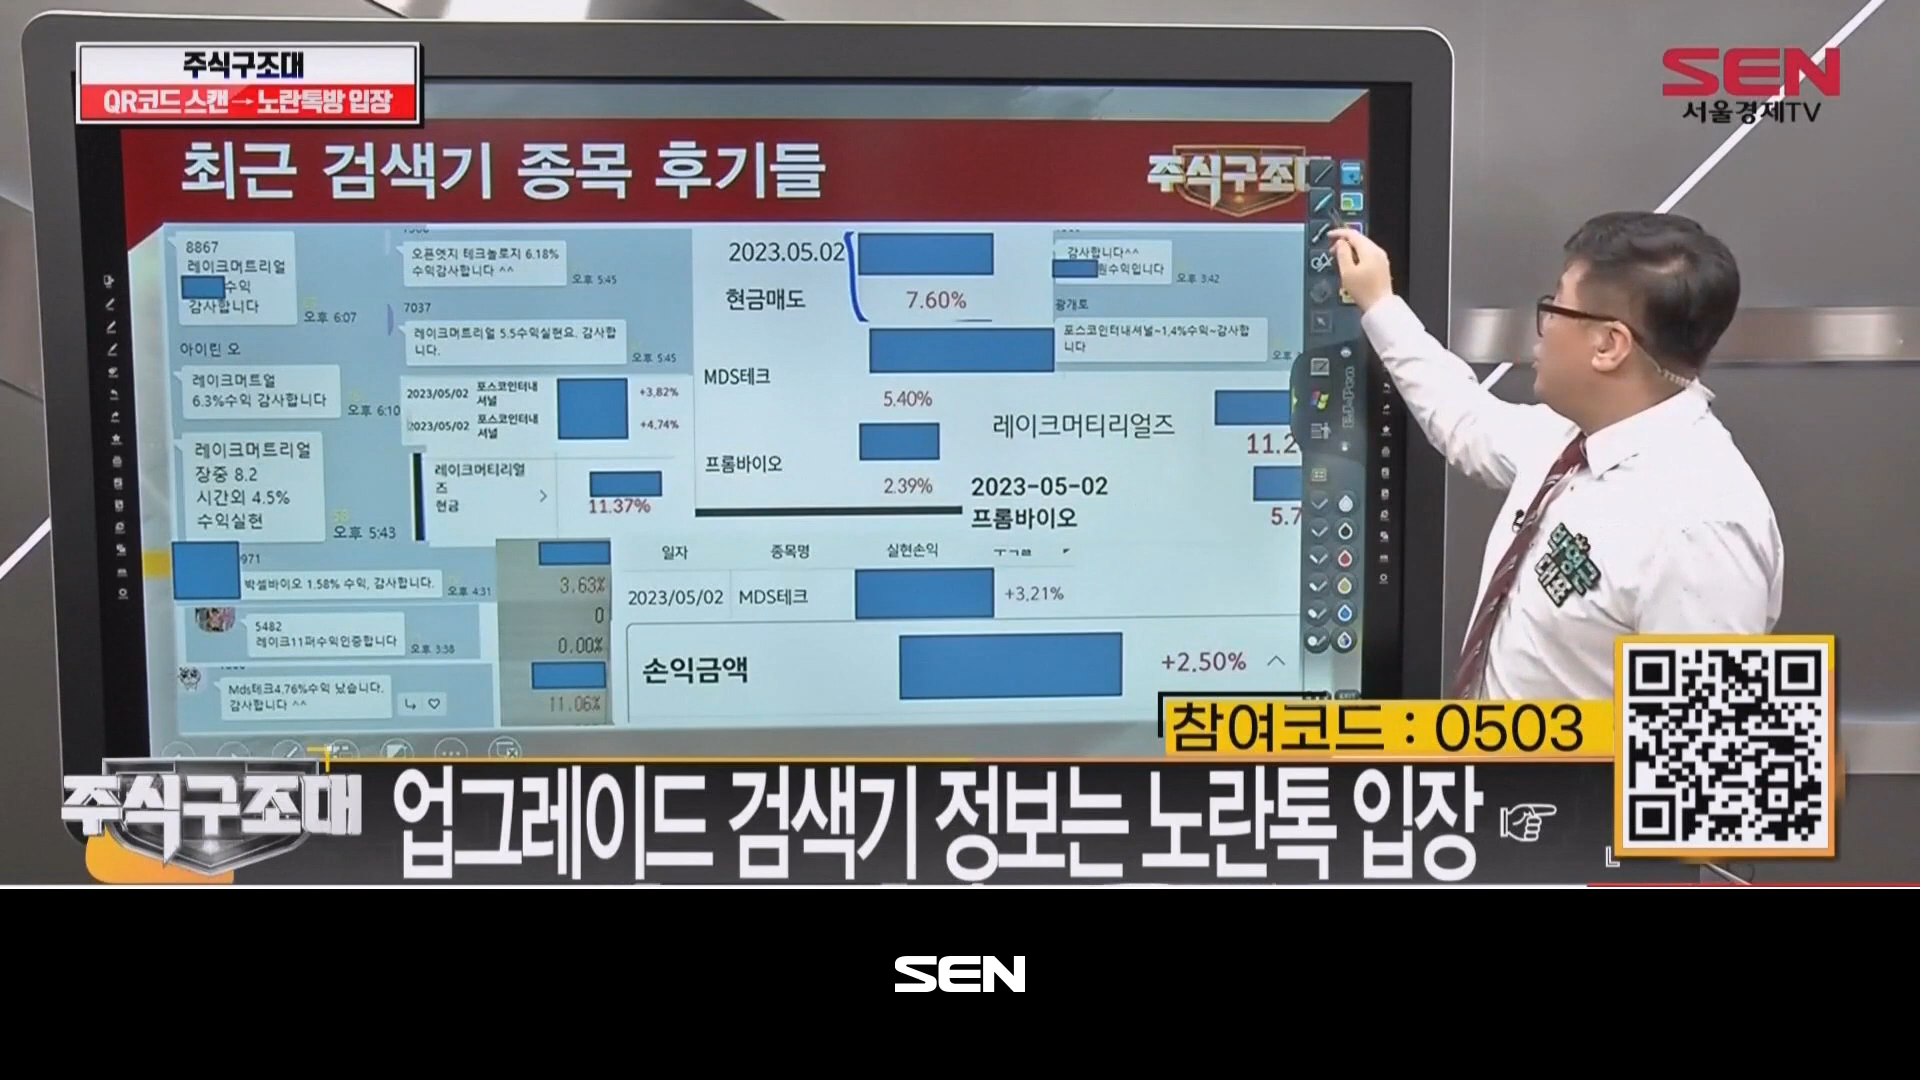 주식구조대
QR코드 스캔→노란톡방 입장
SEN
서울경제TV
최근 검색기 종목 후기들
주식구조대
8867
레이크머트리얼
수익
감사합니다
오후 6:07
아이린 오
레이크머트얼
6.3%수익 감사합니다
오후 6:10
레이크머트리얼
장중 8.2
시간외 4.5%
수익실현
오후 5:43
오픈엣지 테크놀로지 6.18%
수익감사합니다 ^^
오후 5:45
7037
레이크머트리얼 5.5수익실현요. 감사합
니다.
오후 5:45
2023/05/02 포스코인터내
셔널
+3.82%
2023/05/02 포스코인터내
셔널
+4.74%
레이크머티리얼
즈
현금
11.37%
2023.05.02
현금매도
7.60%
MDS테크
5.40%
프롬바이오
2.39%
감사합니다^^
원수익입니다
오후 3:42
광개토
포스코인터내셔널~1,4%수익~감사합
니다
오후
레이크머티리얼즈
11.2
2023-05-02
프롬바이오
5.7
971
박셀바이오 1.58% 수익, 감사합니다.
오후 4:31
5482
레이크11퍼수익인증합니다
오후 3:38
Mds테크4.76%수익 났습니다.
감사합니다 ^^
3.63%
0
0.00%
11.06%
일자 종목명 실현손익
2023/05/02 MDS테크 +3,21%
손익금액 +2.50%
박영근
대표
참여코드 : 0503
주식구조대
업그레이드 검색기 정보는 노란톡 입장
SEN